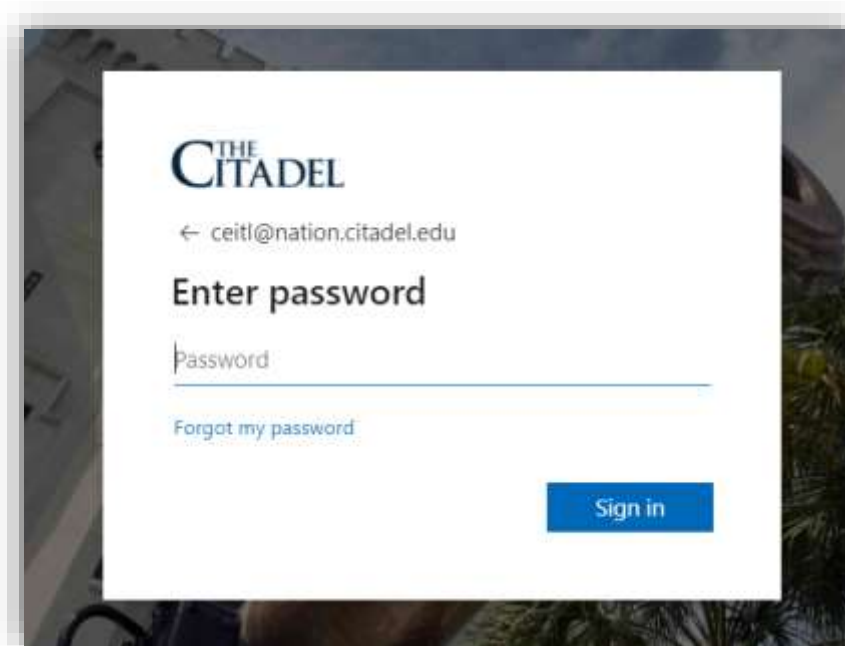 THE
CITADEL
← ceitl@nation.citadel.edu
Enter password
Password
Forgot my password
Sign in